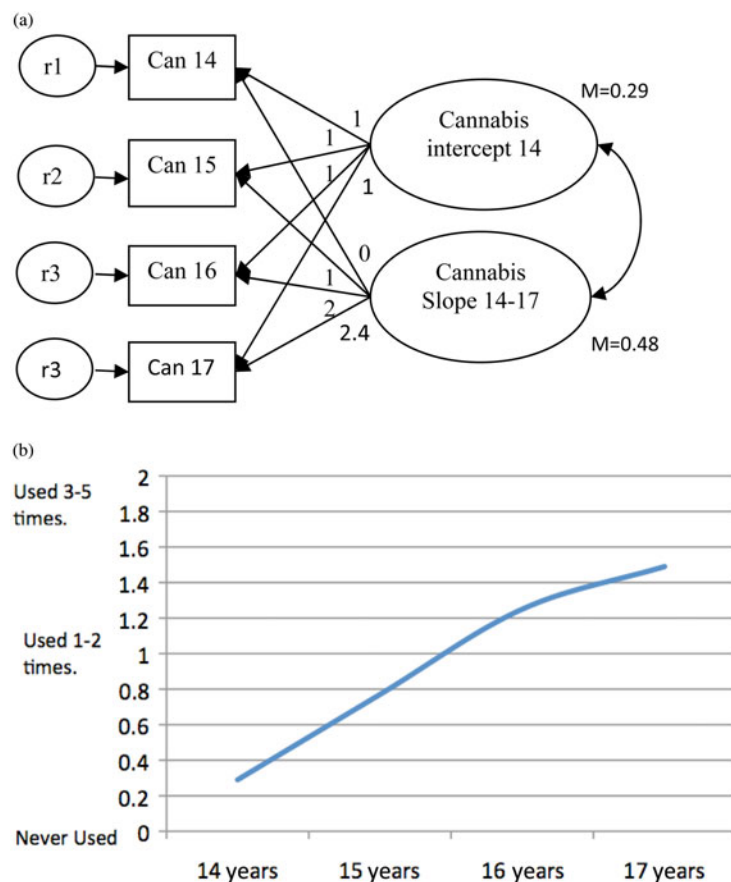 (a)
r1
Can 14
r2
Can 15
r3
Can 16
r3
Can 17
1
1
1
1
0
1
2
2.4
Cannabis
intercept 14
M=0.29
Cannabis
Slope 14-17
M=0.48
(b)
Used 3-5
times.
Used 1-2
times.
Never Used
2
1.8
1.6
1.4
1.2
1
0.8
0.6
0.4
0.2
0
14 years 15 years 16 years 17 years